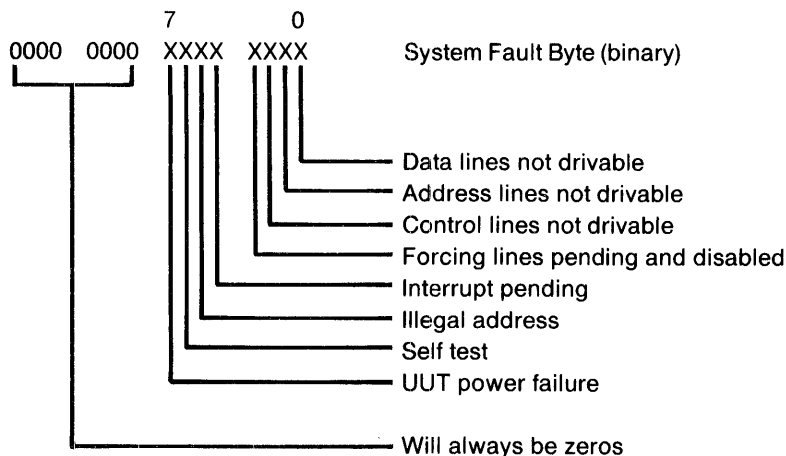 7 0
0000 0000 XXXX XXXX System Fault Byte (binary)
Data lines not drivable
Address lines not drivable
Control lines not drivable
Forcing lines pending and disabled
Interrupt pending
Illegal address
Self test
UUT power failure
Will always be zeros